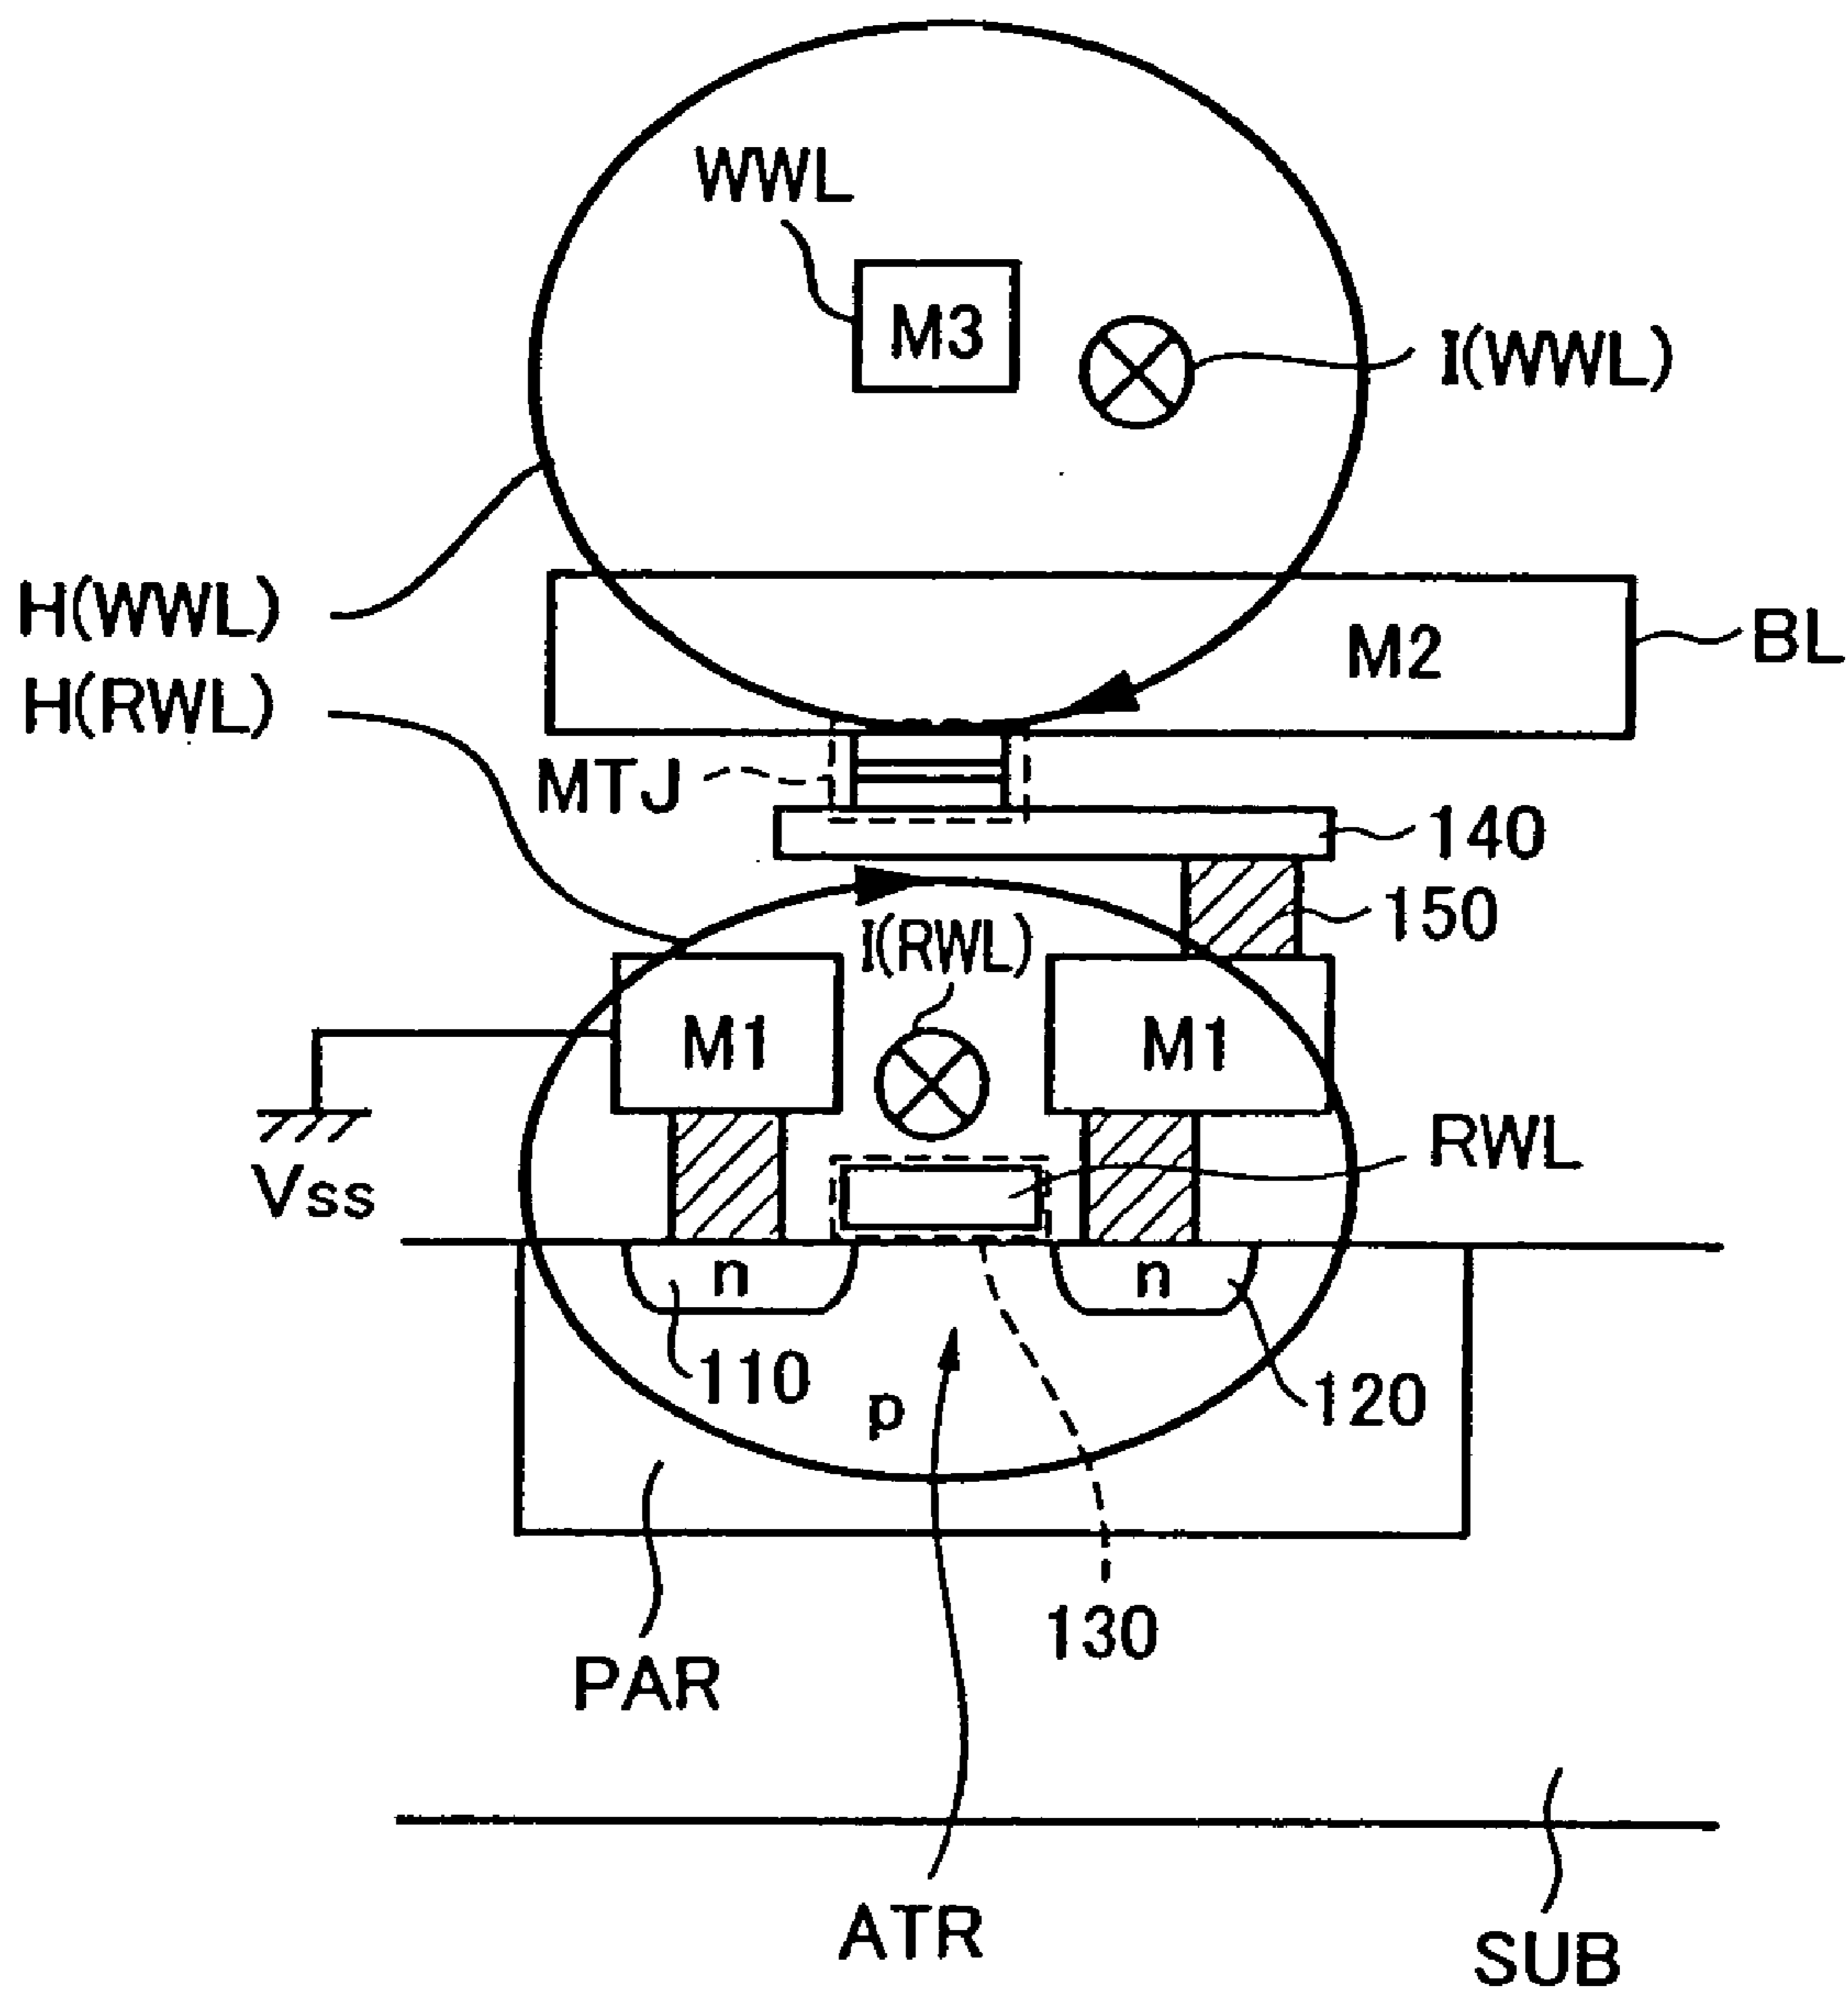 WWL
M3
I(WWL)
H(WWL)
M2
BL
H(RWL)
MTJ
140
150
I(RWL)
M1
M1
RWL
Vss
n
n
110
p
120
130
PAR
ATR
SUB